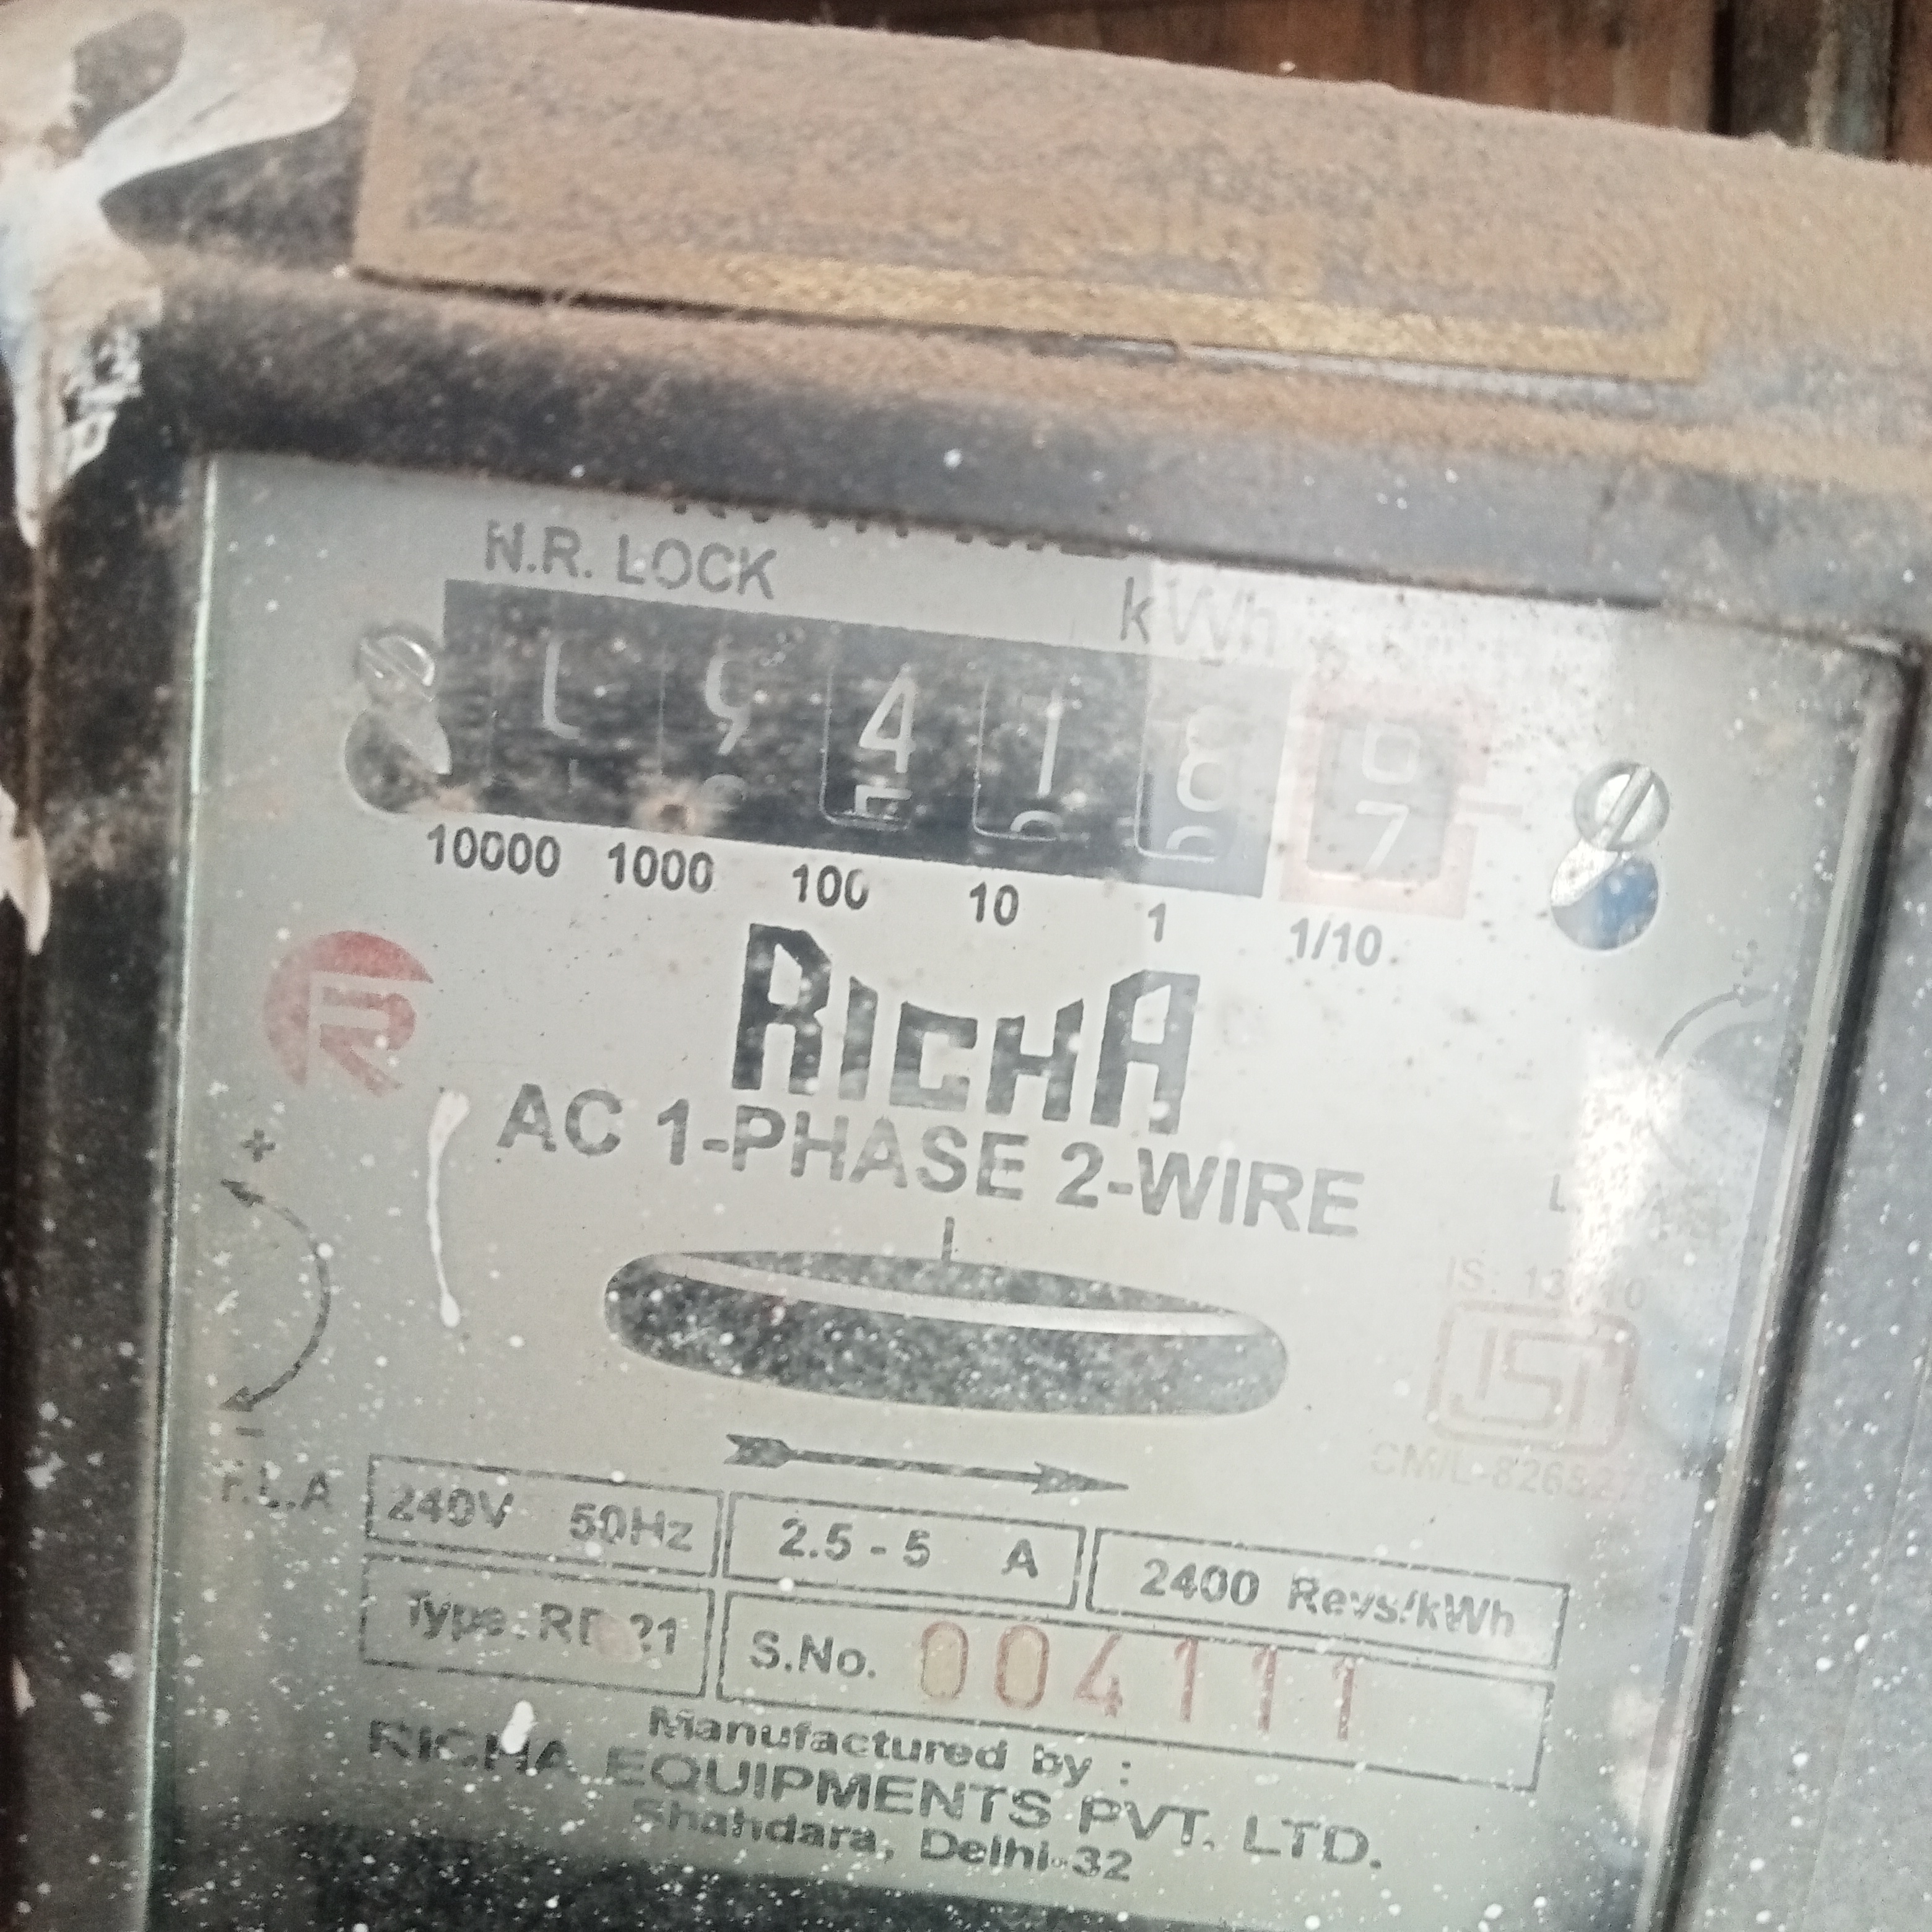 N.R. LOCK
kWh
4 1 8 6
7
10000 1000 100 10 1 1/10
RICHA
AC 1-PHASE 2-WIRE
+
-
ISI
F.L.A
240V 50Hz
2.5 - 5 A
2400 Revs/kWh
S.No. 004111
Manufactured by :
RICHA EQUIPMENTS PVT. LTD.
Shahdara, Delhi-32